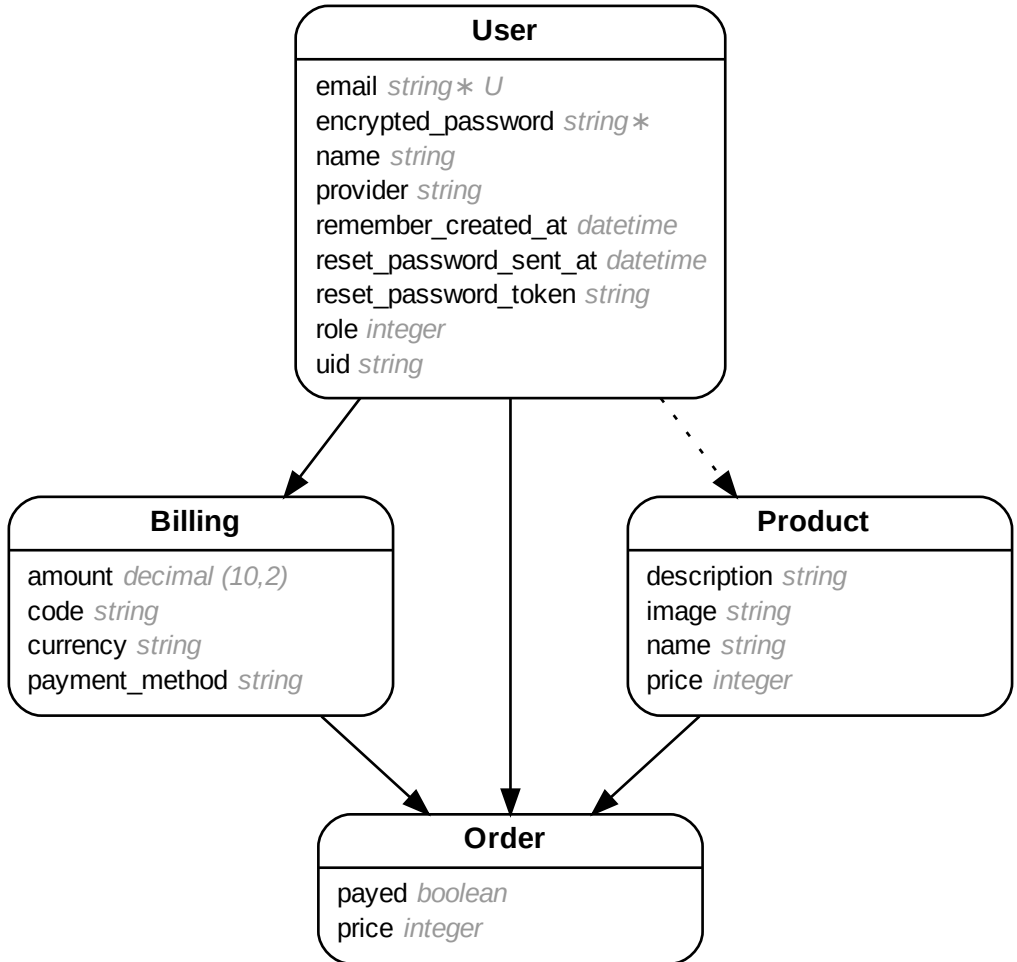 User
email string∗ U
encrypted_password string∗
name string
provider string
remember_created_at datetime
reset_password_sent_at datetime
reset_password_token string
role integer
uid string
Billing
amount decimal (10,2)
code string
currency string
payment_method string
Product
description string
image string
name string
price integer
Order
payed boolean
price integer